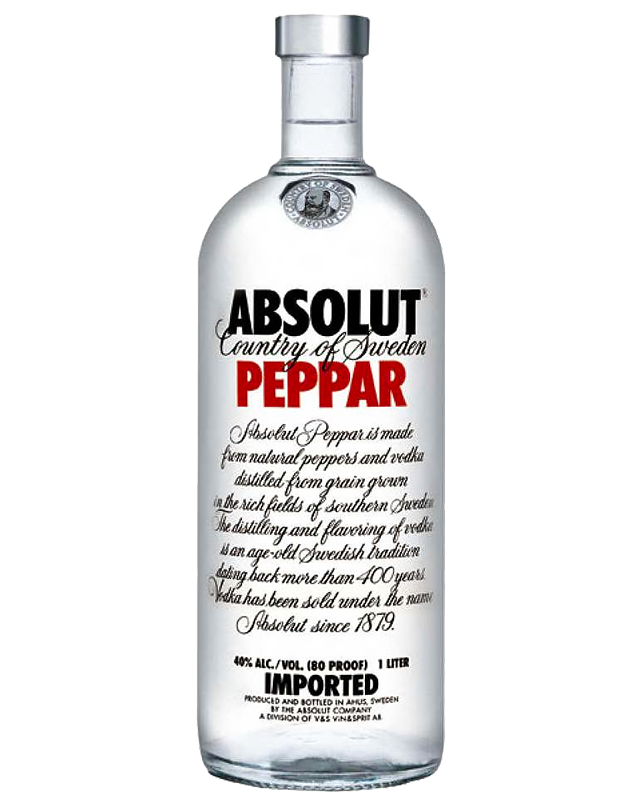 COUNTRY OF SWEDEN
ABSOLUT
ABSOLUT®
Country of Sweden
PEPPAR
Absolut Peppar is made
from natural peppers and vodka
distilled from grain grown
in the rich fields of southern Sweden
The distilling and flavoring of vodka
is an age-old Swedish tradition
dating back more than 400 years.
Vodka has been sold under the name
Absolut since 1879.
40% ALC./VOL. (80 PROOF) 1 LITER
IMPORTED
PRODUCED AND BOTTLED IN AHUS, SWEDEN
BY THE ABSOLUT COMPANY
A DIVISION OF V&S VIN&SPRIT AB.